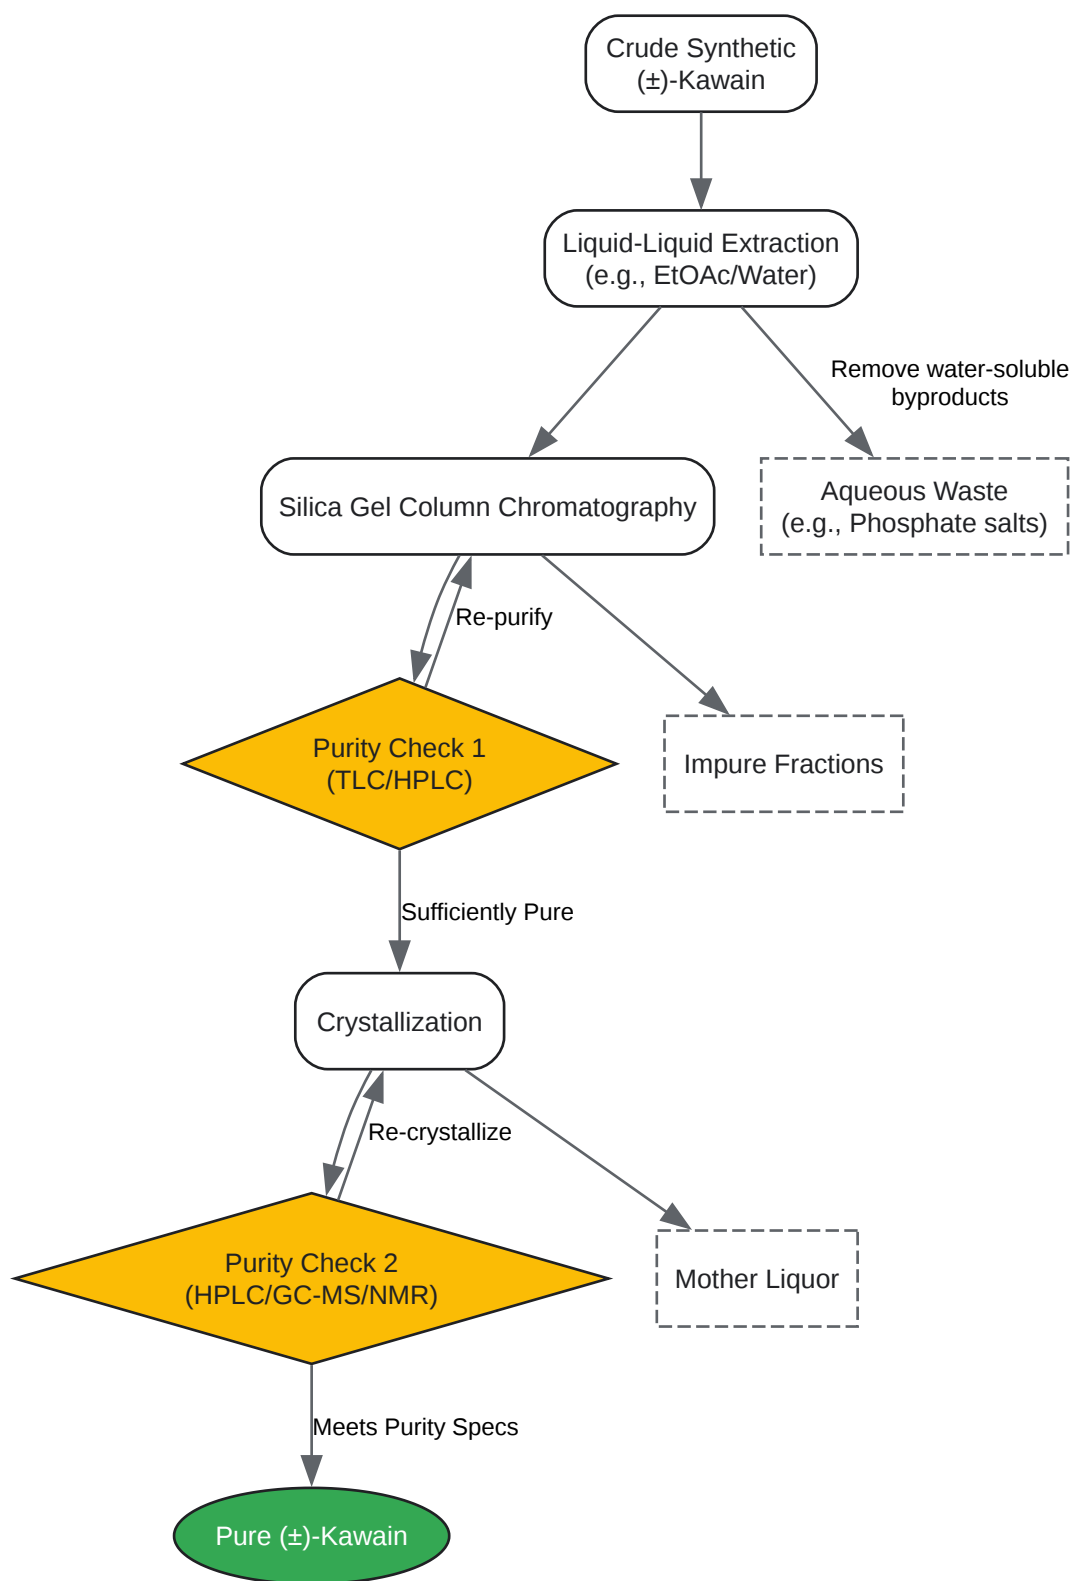 Crude Synthetic
(±)-Kawain
Liquid-Liquid Extraction
(e.g., EtOAc/Water)
Remove water-soluble
byproducts
Silica Gel Column Chromatography
Aqueous Waste
(e.g., Phosphate salts)
Re-purify
Purity Check 1
(TLC/HPLC)
Impure Fractions
Sufficiently Pure
Crystallization
Re-crystallize
Purity Check 2
(HPLC/GC-MS/NMR)
Mother Liquor
Meets Purity Specs
Pure (±)-Kawain